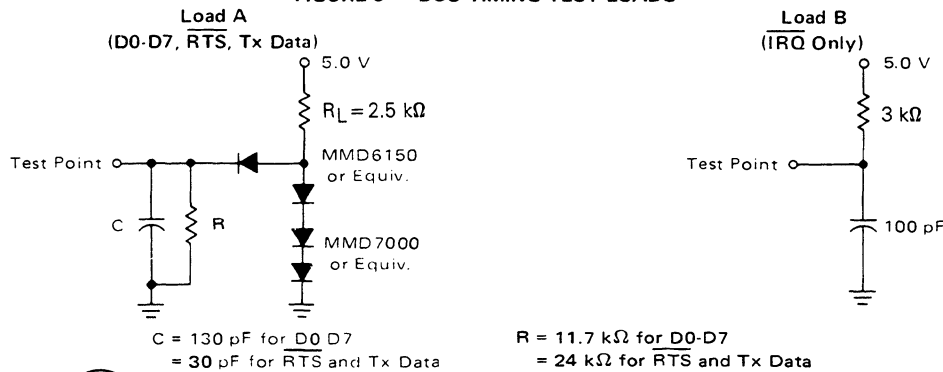 Load A
(D0-D7, RTS, Tx Data)
5.0 V
RL = 2.5 kΩ
Test Point
MMD6150
or Equiv.
C
R
MMD7000
or Equiv.
Load B
(IRQ Only)
5.0 V
3 kΩ
Test Point
100 pF
C = 130 pF for D0 D7
= 30 pF for RTS and Tx Data
R = 11.7 kΩ for D0-D7
= 24 kΩ for RTS and Tx Data